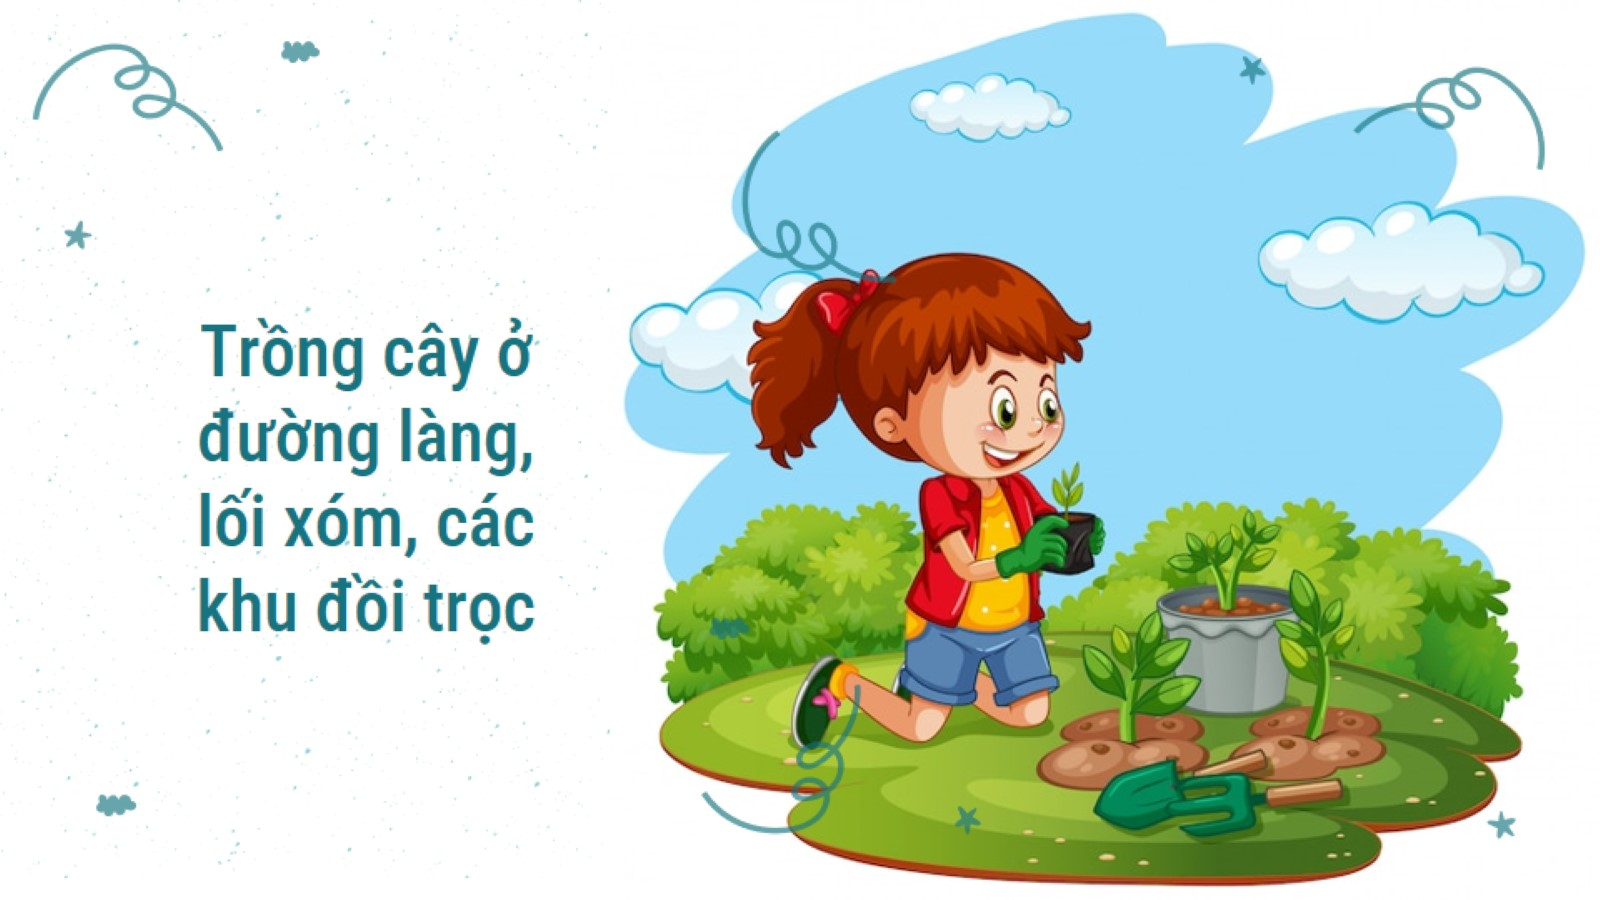 Trồng cây ở
đường làng,
lối xóm, các
khu đồi trọc